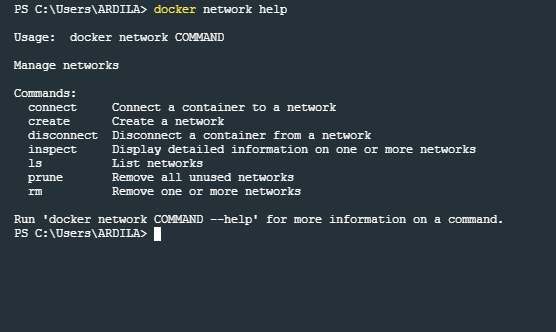 PS C:\Users\ARDILA> docker network help
Usage:  docker network COMMAND
Manage networks
Commands:
  connect     Connect a container to a network
  create      Create a network
  disconnect  Disconnect a container from a network
  inspect     Display detailed information on one or more networks
  ls          List networks
  prune       Remove all unused networks
  rm          Remove one or more networks
Run 'docker network COMMAND --help' for more information on a command.
PS C:\Users\ARDILA>